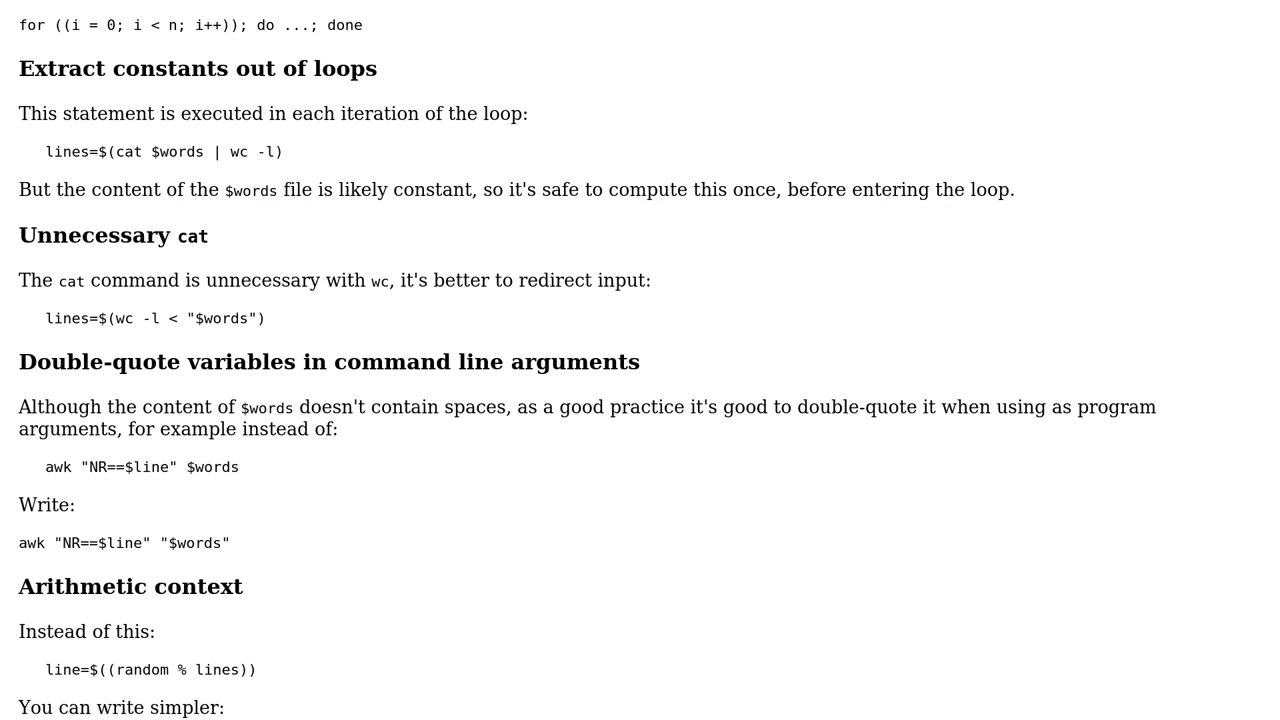 for ((i = 0; i < n; i++)); do ...; done
Extract constants out of loops
This statement is executed in each iteration of the loop:
lines=$(cat $words | wc -l)
But the content of the $words file is likely constant, so it's safe to compute this once, before entering the loop.
Unnecessary cat
The cat command is unnecessary with wc, it's better to redirect input:
lines=$(wc -l < "$words")
Double-quote variables in command line arguments
Although the content of $words doesn't contain spaces, as a good practice it's good to double-quote it when using as program
arguments, for example instead of:
awk "NR==$line" $words
Write:
awk "NR==$line" "$words"
Arithmetic context
Instead of this:
line=$((random % lines))
You can write simpler: